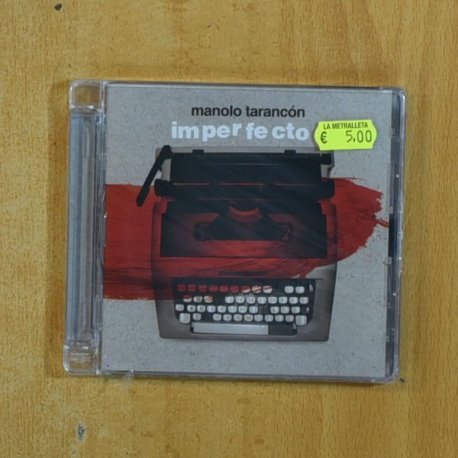 manolo tarancón
imperfecto
LA METRALLETA
€ 5,00